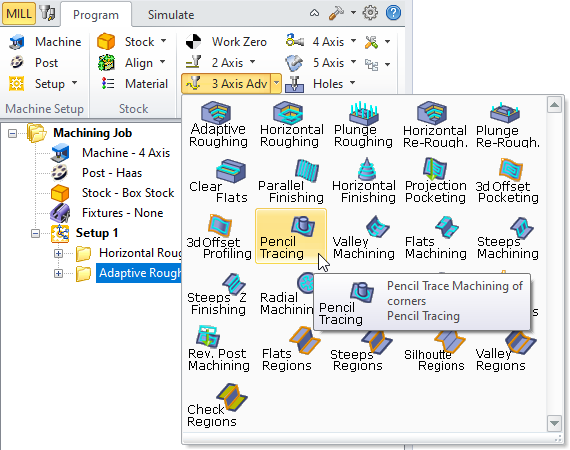 MILL Program Simulate
Machine Stock Work Zero 4 Axis
Post Align 2 Axis 5 Axis
Setup Material 3 Axis Adv Holes
Machine Setup Stock
Adaptive Roughing
Horizontal Roughing
Plunge Roughing
Horizontal Re-Rough.
Plunge Re-Rough.
Clear Flats
Parallel Finishing
Horizontal Finishing
Projection Pocketing
3d Offset Pocketing
3d Offset Profiling
Pencil Tracing
Valley Machining
Flats Machining
Steeps Machining
Steeps Z Finishing
Radial Machinin
Pencil Tracing
Pencil Trace Machining of
corners
Pencil Tracing
Rev. Post Machining
Flats Regions
Steeps Regions
Silhoutte Regions
Valley Regions
Check Regions
Machining Job
Machine - 4 Axis
Post - Haas
Stock - Box Stock
Fixtures - None
Setup 1
Horizontal Roug
Adaptive Rough